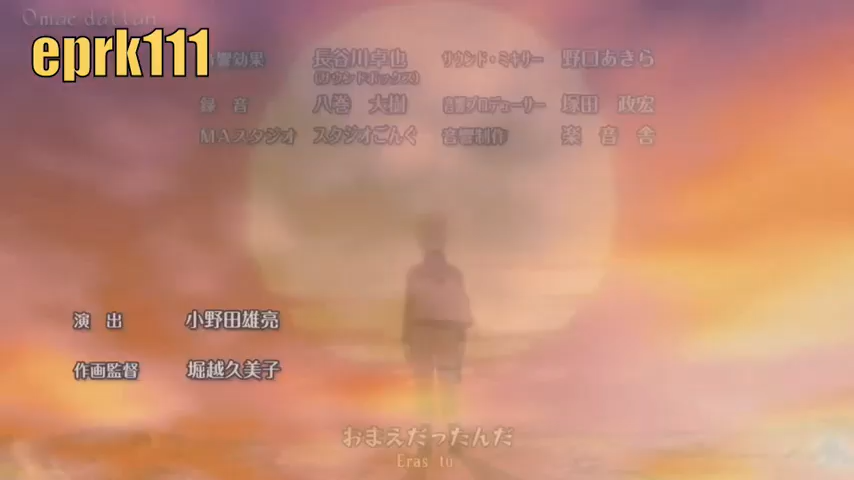 Omae dattan
eprk111
音響効果 長谷川卓也 サウンド・ミキサー 野口あきら
(サウンドボックス)
録 音 八巻 大樹 音響プロデューサー 塚田 政宏
MAスタジオ スタジオごんぐ 音響制作 楽 音 舎
演 出 小野田雄亮
作画監督 堀越久美子
おまえだったんだ
Eras tú